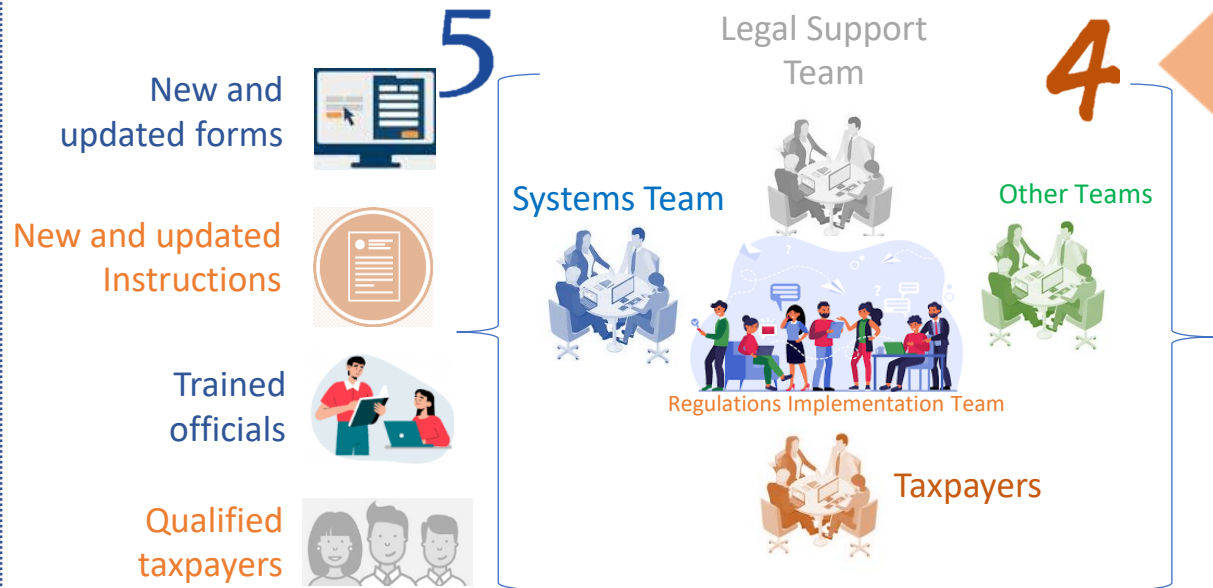 5
New and
updated forms
New and updated
Instructions
Trained
officials
Qualified
taxpayers
4
Legal Support
Team
Systems Team
Other Teams
Regulations Implementation Team
Taxpayers